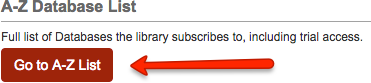 A-Z Database List
Full list of Databases the library subscribes to, including trial access.
Go to A-Z List